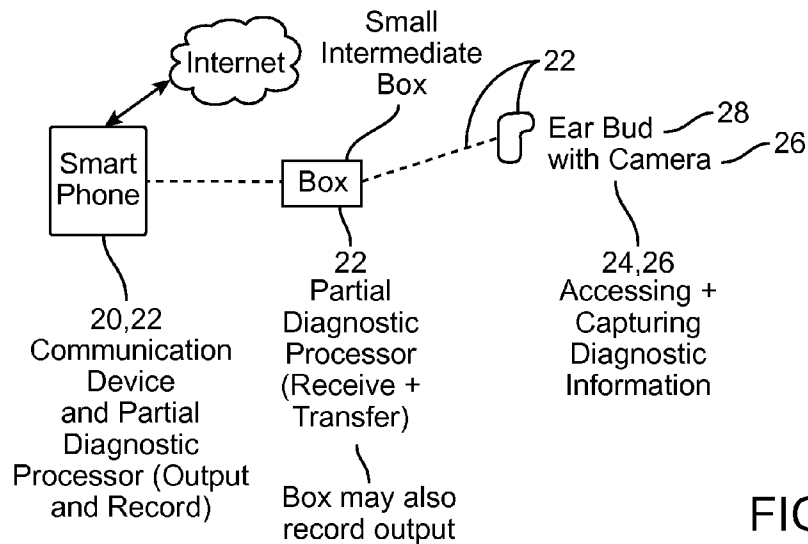 Internet
Small
Intermediate
Box
22
Smart
Phone
Box
Ear Bud 28
with Camera 26
20,22
Communication
Device
and Partial
Diagnostic
Processor (Output
and Record)
22
Partial
Diagnostic
Processor
(Receive +
Transfer)
Box may also
record output
24,26
Accessing +
Capturing
Diagnostic
Information
FIG